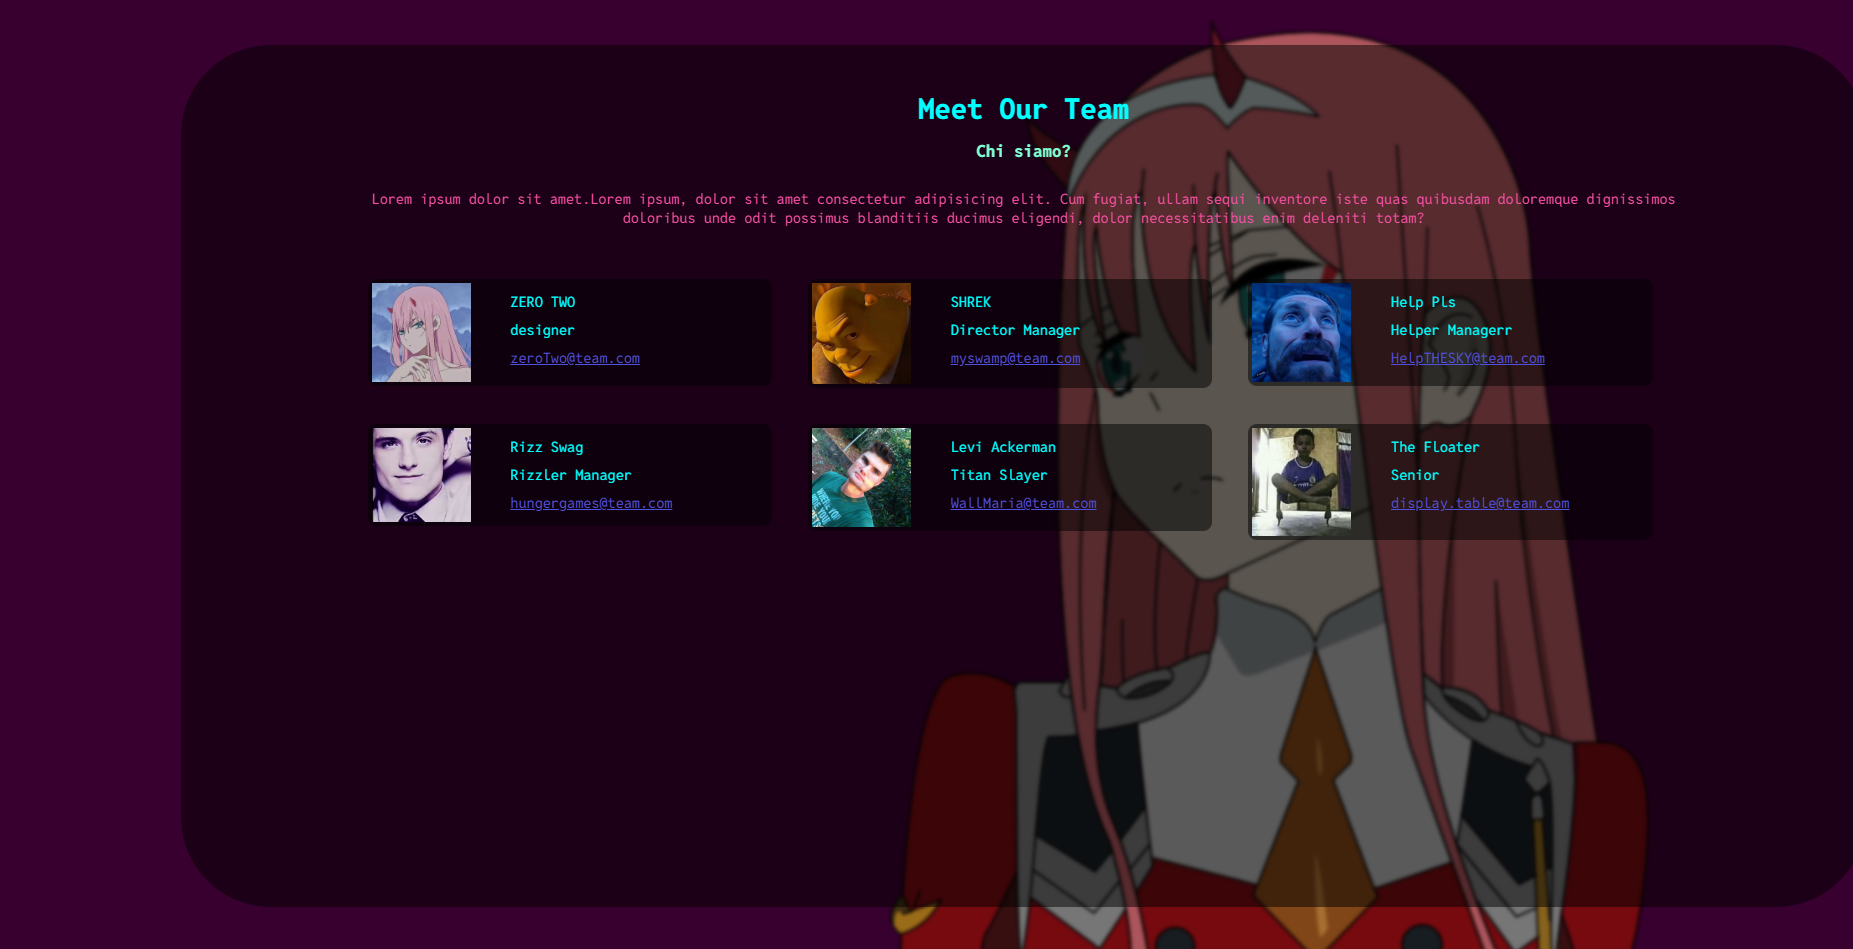 Meet Our Team
Chi siamo?
Lorem ipsum dolor sit amet.Lorem ipsum, dolor sit amet consectetur adipisicing elit. Cum fugiat, ullam sequi inventore iste quas quibusdam doloremque dignissimos
doloribus unde odit possimus blanditiis ducimus eligendi, dolor necessitatibus enim deleniti totam?
ZERO TWO
designer
zeroTwo@team.com
SHREK
Director Manager
myswamp@team.com
Help Pls
Helper Managerr
HelpTHESKY@team.com
Rizz Swag
Rizzler Manager
hungergames@team.com
Levi Ackerman
Titan Slayer
WallMaria@team.com
The Floater
Senior
display.table@team.com